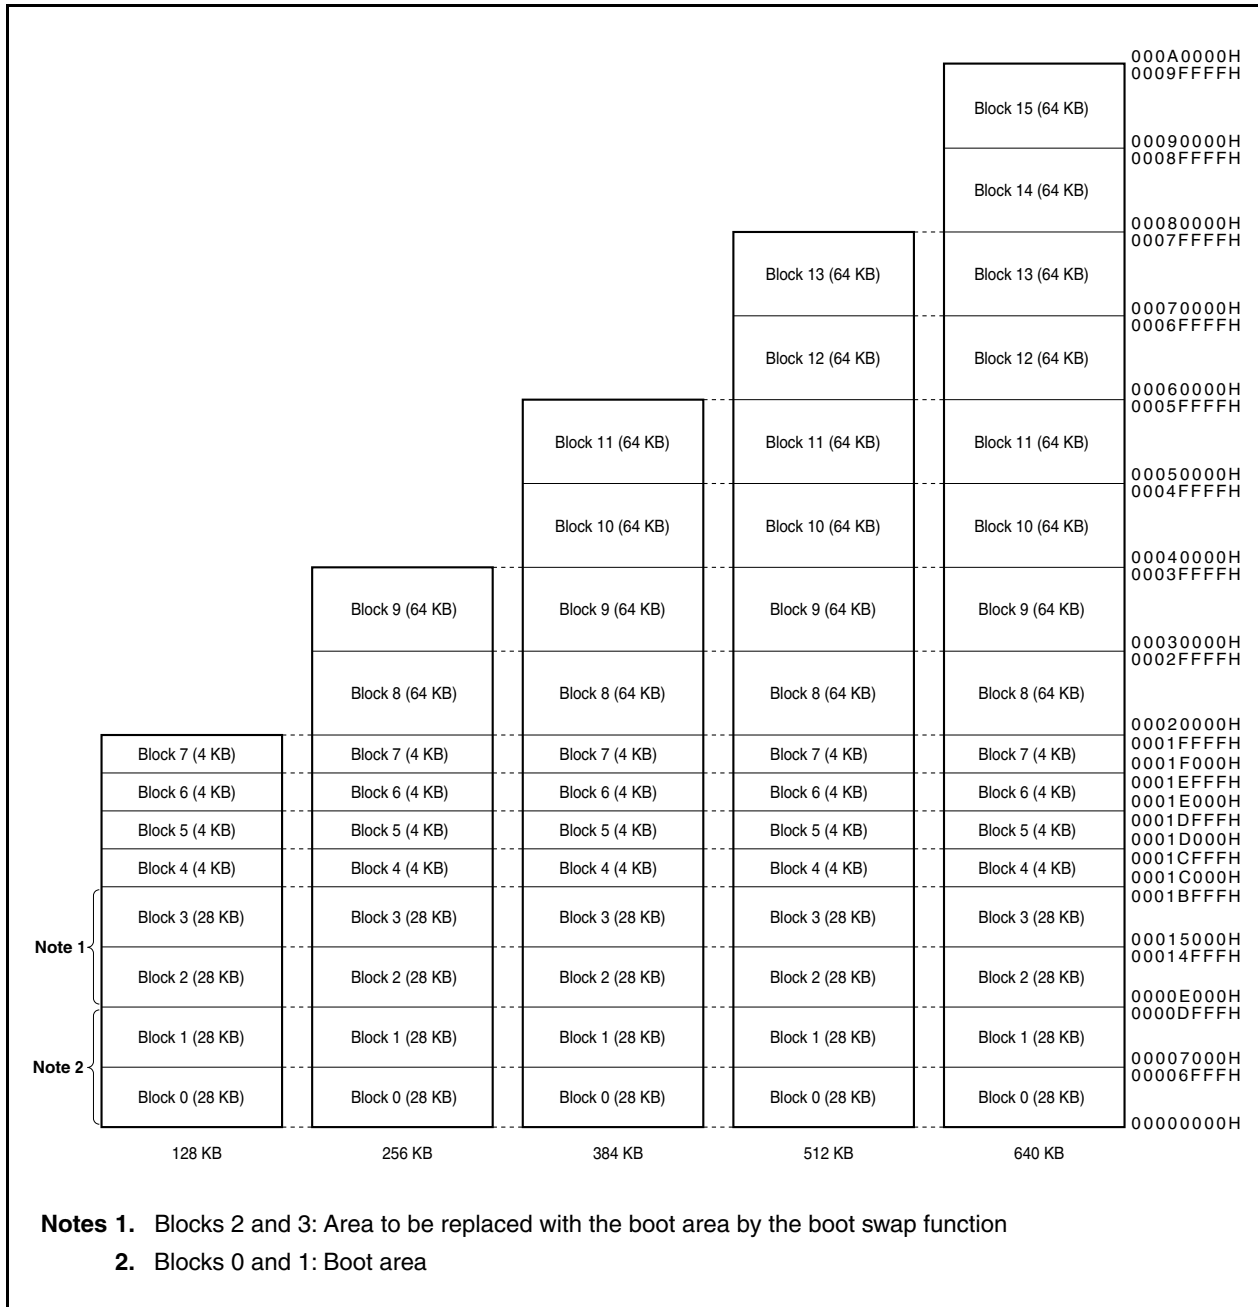 000A0000H
0009FFFFH
Block 15 (64 KB)
00090000H
0008FFFFH
Block 14 (64 KB)
00080000H
0007FFFFH
Block 13 (64 KB) Block 13 (64 KB)
00070000H
0006FFFFH
Block 12 (64 KB) Block 12 (64 KB)
00060000H
0005FFFFH
Block 11 (64 KB) Block 11 (64 KB) Block 11 (64 KB)
00050000H
0004FFFFH
Block 10 (64 KB) Block 10 (64 KB) Block 10 (64 KB)
00040000H
0003FFFFH
Block 9 (64 KB) Block 9 (64 KB) Block 9 (64 KB) Block 9 (64 KB)
00030000H
0002FFFFH
Block 8 (64 KB) Block 8 (64 KB) Block 8 (64 KB) Block 8 (64 KB)
00020000H
0001FFFFH
Block 7 (4 KB) Block 7 (4 KB) Block 7 (4 KB) Block 7 (4 KB) Block 7 (4 KB)
0001F000H
0001EFFFH
Block 6 (4 KB) Block 6 (4 KB) Block 6 (4 KB) Block 6 (4 KB) Block 6 (4 KB)
0001E000H
0001DFFFH
Block 5 (4 KB) Block 5 (4 KB) Block 5 (4 KB) Block 5 (4 KB) Block 5 (4 KB)
0001D000H
0001CFFFH
Block 4 (4 KB) Block 4 (4 KB) Block 4 (4 KB) Block 4 (4 KB) Block 4 (4 KB)
0001C000H
0001BFFFH
Block 3 (28 KB) Block 3 (28 KB) Block 3 (28 KB) Block 3 (28 KB) Block 3 (28 KB)
Note 1
00015000H
00014FFFH
Block 2 (28 KB) Block 2 (28 KB) Block 2 (28 KB) Block 2 (28 KB) Block 2 (28 KB)
0000E000H
0000DFFFH
Block 1 (28 KB) Block 1 (28 KB) Block 1 (28 KB) Block 1 (28 KB) Block 1 (28 KB)
Note 2
00007000H
00006FFFH
Block 0 (28 KB) Block 0 (28 KB) Block 0 (28 KB) Block 0 (28 KB) Block 0 (28 KB)
00000000H
128 KB 256 KB 384 KB 512 KB 640 KB
Notes 1. Blocks 2 and 3: Area to be replaced with the boot area by the boot swap function
2. Blocks 0 and 1: Boot area